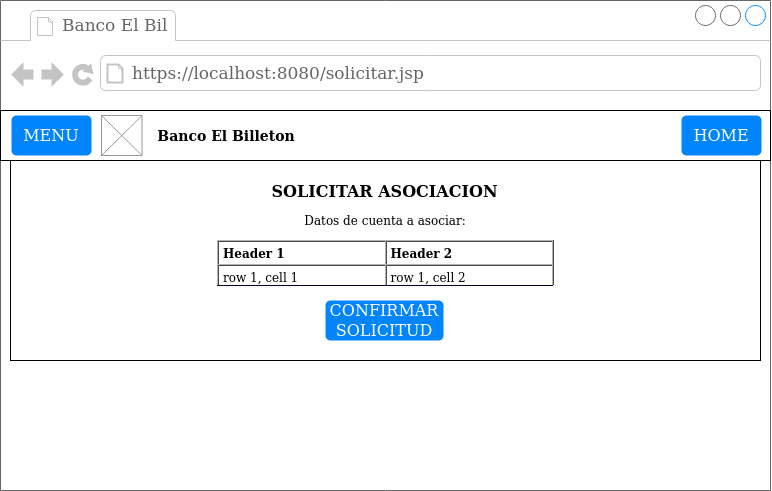 Banco El Bil
https://localhost:8080/solicitar.jsp
MENU
Banco El Billeton
HOME
SOLICITAR ASOCIACION
Datos de cuenta a asociar:
Header 1 Header 2
row 1, cell 1 row 1, cell 2
CONFIRMAR
SOLICITUD